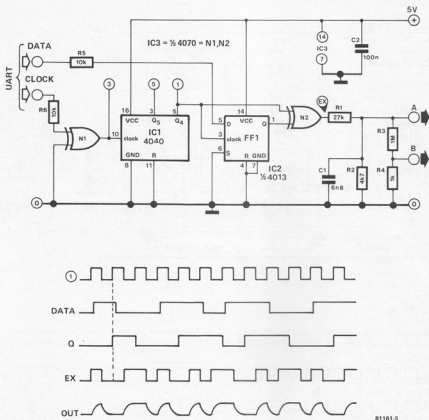 5V
DATA
R5
10k
IC3 = ½ 4070 = N1,N2
14
IC3
7
C2
100n
UART
CLOCK
R6
10k
3
5
1
16
3
5
14
VCC
Q5
Q4
VCC
5
D
Q
1
N2
EX
R1
27k
A
N1
10
clock
IC1
4040
3
clock
FF1
R3
1M
B
6
S
GND
R
GND
R
8
11
4
7
IC2
½ 4013
C1
6n8
R2
4k7
R4
1k
0
0
1
DATA
Q
EX
OUT
81161-3